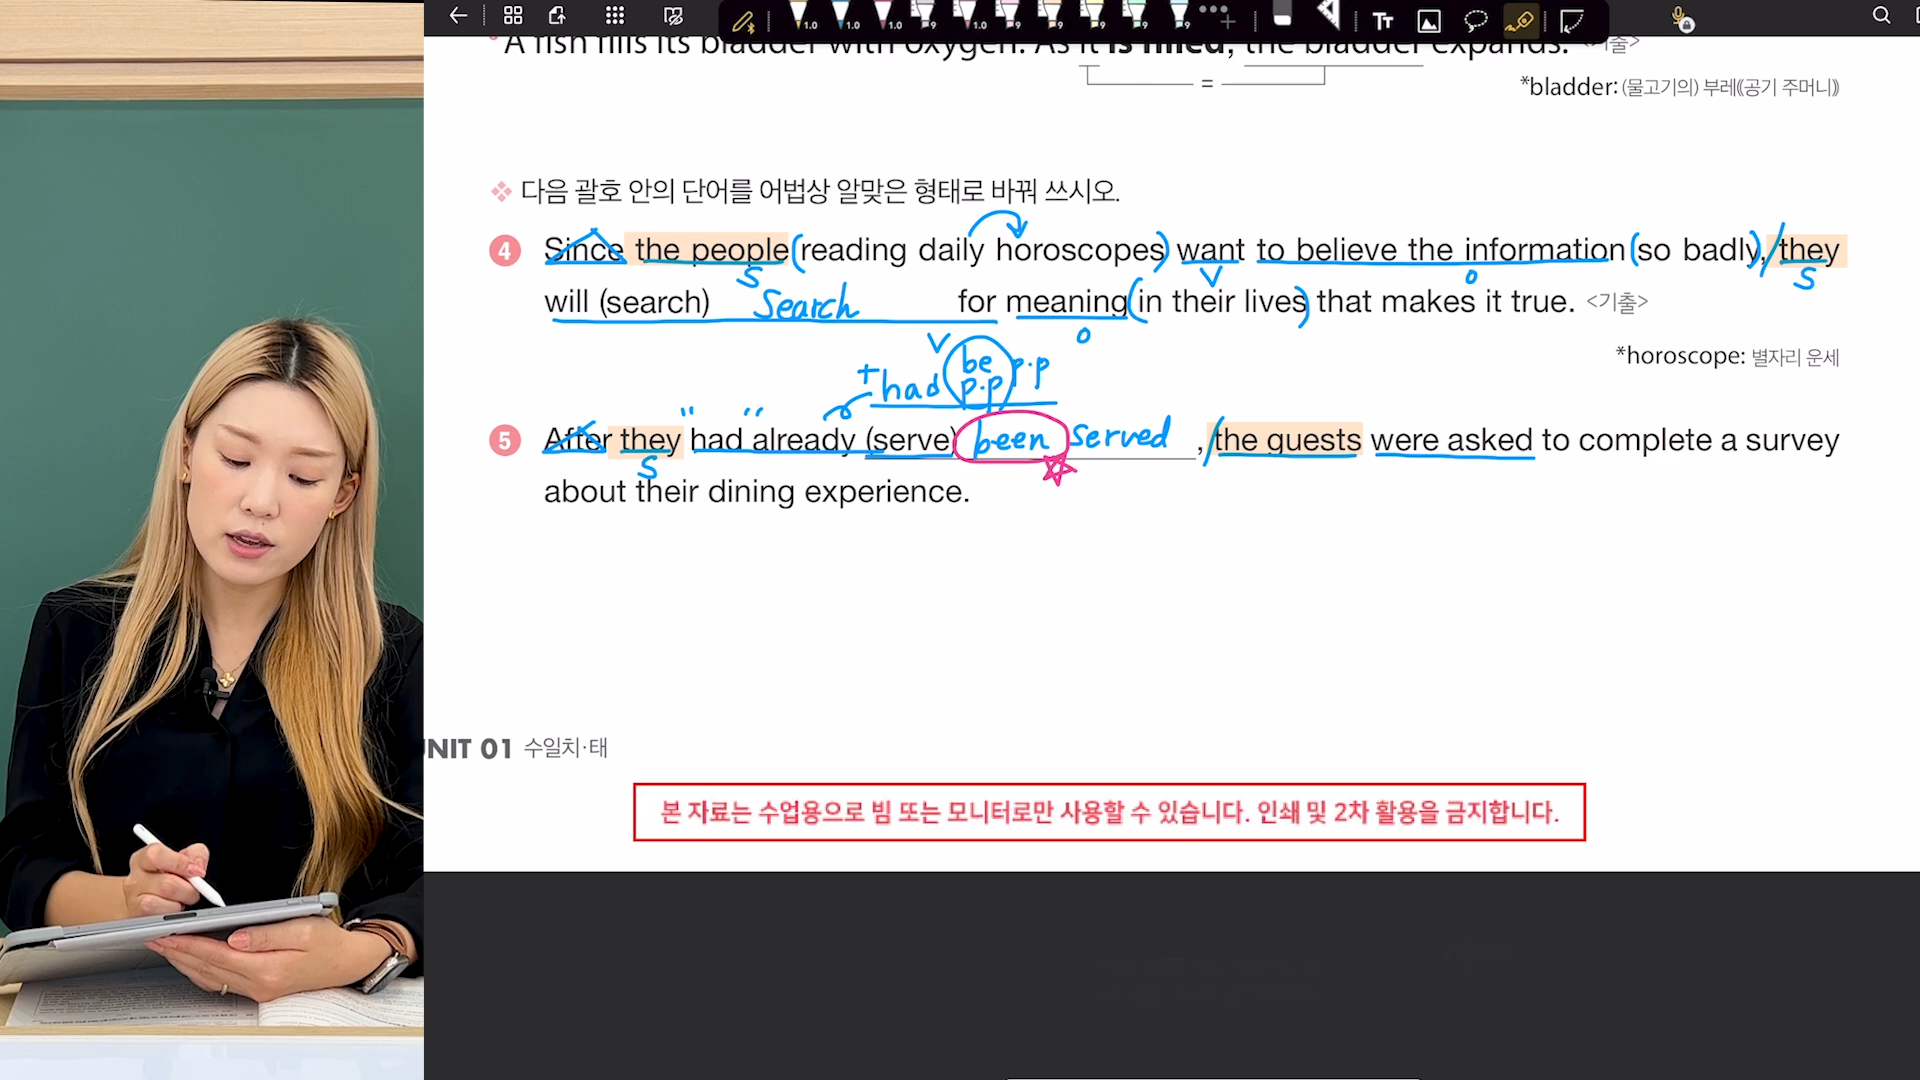 A fish fills its bladder with oxygen. As it is filled, the bladder expands. <기술>
=
*bladder: (물고기의) 부레((공기 주머니))
❖ 다음 괄호 안의 단어를 어법상 알맞은 형태로 바꿔 쓰시오.
4 Since the people (reading daily horoscopes) want to believe the information (so badly), / they
S V O S
will (search) Search for meaning (in their lives) that makes it true. <기출>
V O
*horoscope: 별자리 운세
+ had be p.p
p.p
5 After they had already (serve) been served, / the guests were asked to complete a survey
S
about their dining experience.
UNIT 01 수일치·태
본 자료는 수업용으로 빔 또는 모니터로만 사용할 수 있습니다. 인쇄 및 2차 활용을 금지합니다.